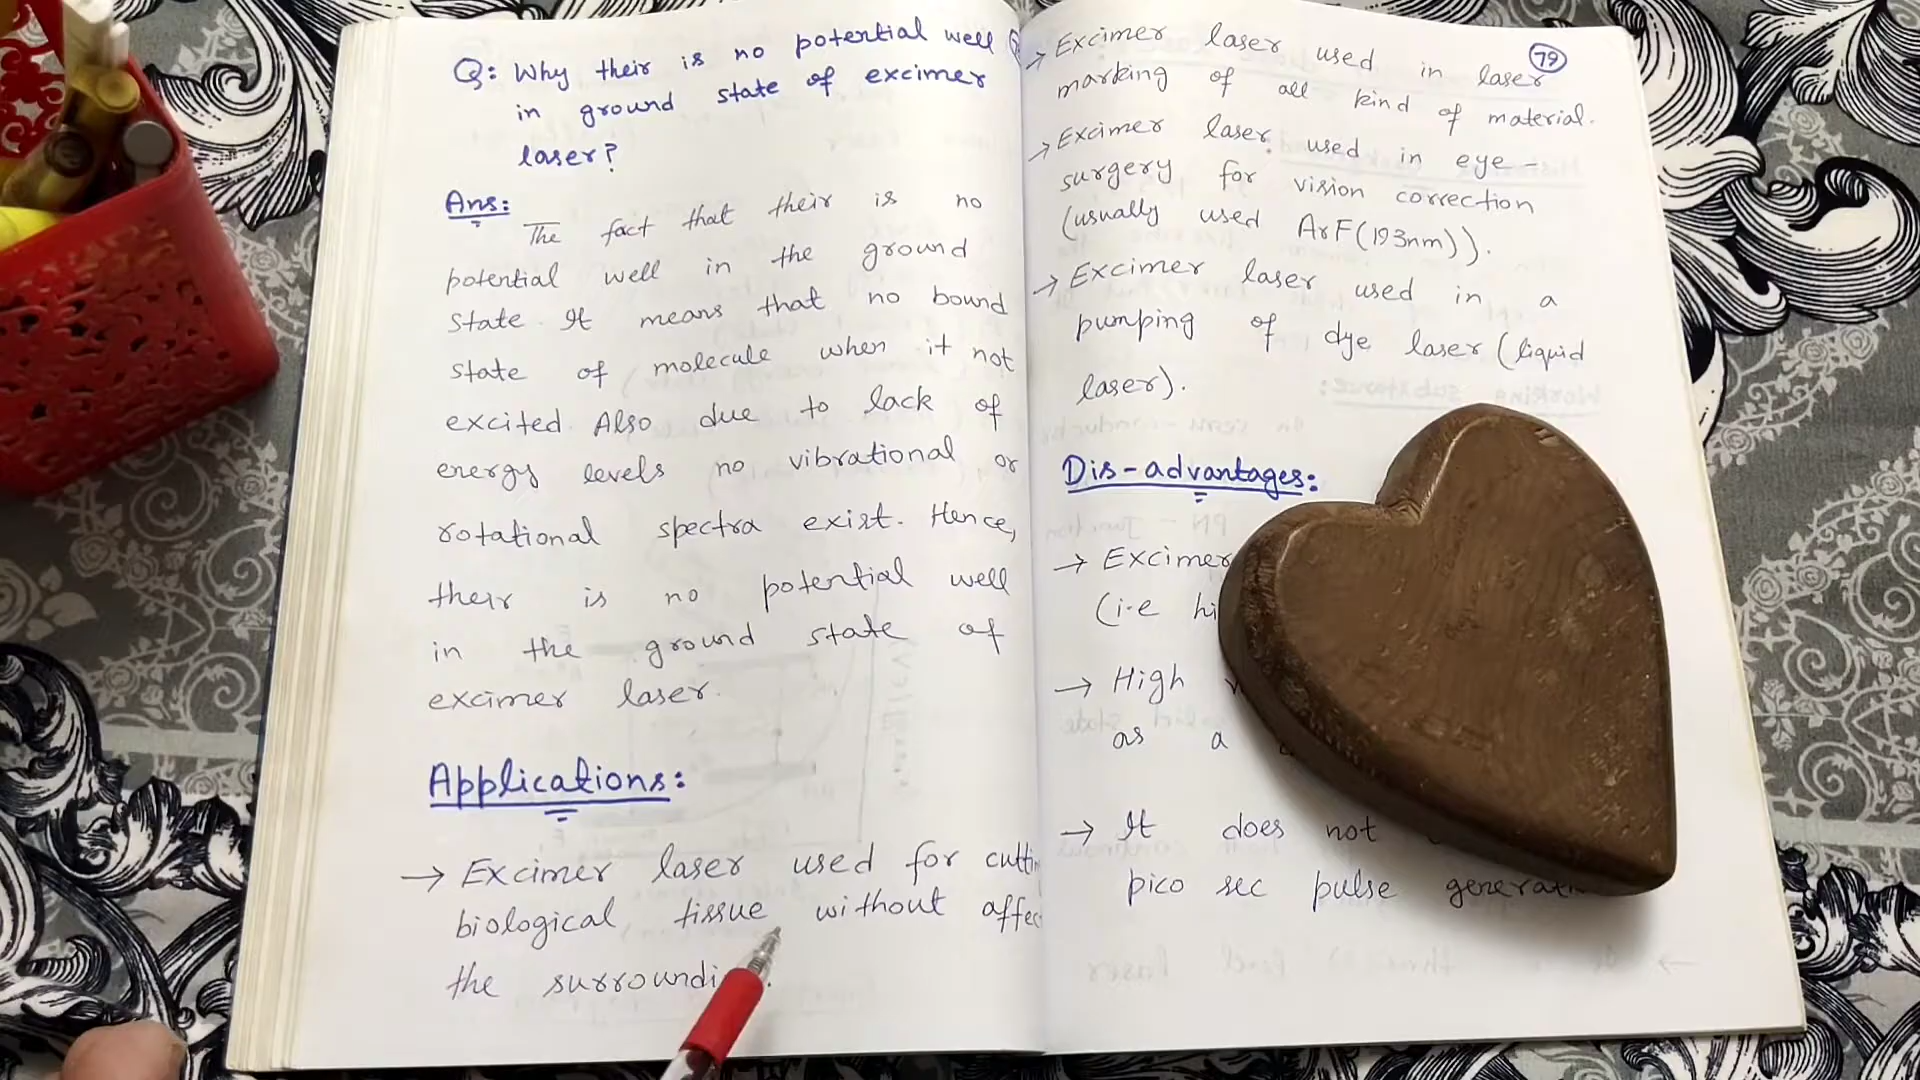 Q: Why their is no potential well
in ground state of excimer
laser?
Ans:
The fact that their is no
potential well in the ground
state. It means that no bound
state of molecule when it not
excited. Also due to lack of
energy levels no vibrational or
rotational spectra exist. Hence,
their is no potential well
in the ground state of
excimer laser.
Applications:
→ Excimer laser used for
biological tissue without
the
79
→ Excimer laser used in laser
marking of all kind of material.
→ Excimer laser used in eye-
surgery for vision correction
(usually used ArF(193nm)).
→ Excimer laser used in a
pumping of dye laser (liquid
laser).
Dis-advantages:
→ Excimer
(i.e
→ High
as a
→ It does not
pico sec pulse